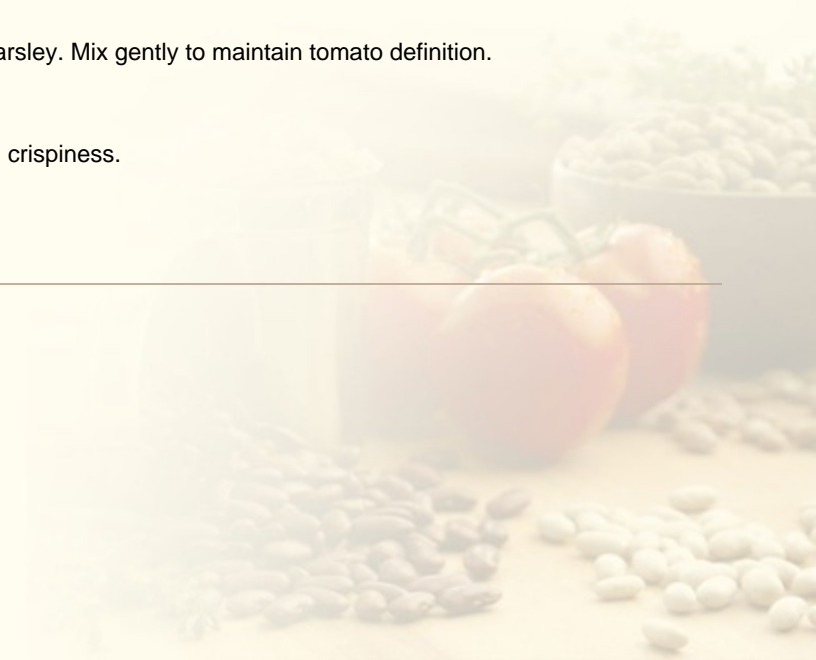 arsley. Mix gently to maintain tomato definition.
crispiness.